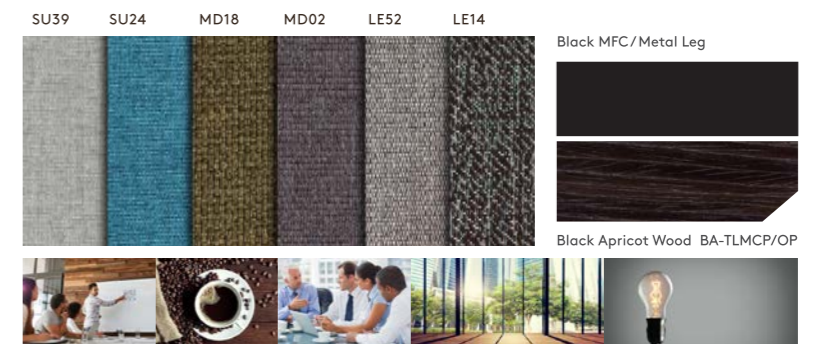 SU39 SU24 MD18 MD02 LE52 LE14
Black MFC/Metal Leg
Black Apricot Wood BA-TLMCP/OP